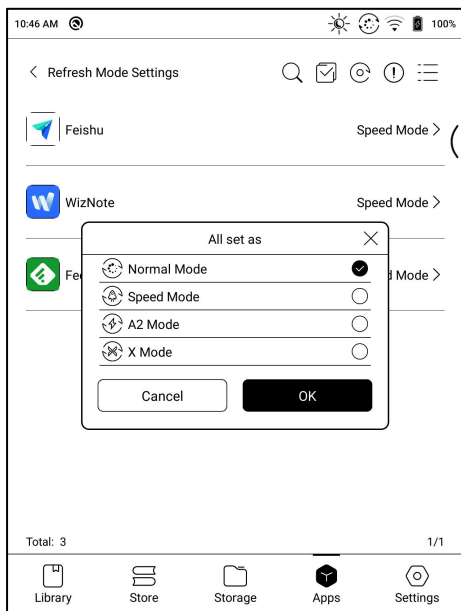 10:46 AM 100%
Refresh Mode Settings
Feishu Speed Mode
WizNote Speed Mode
All set as
Normal Mode
Speed Mode
A2 Mode
X Mode
Cancel OK
Total: 3 1/1
Library Store Storage Apps Settings